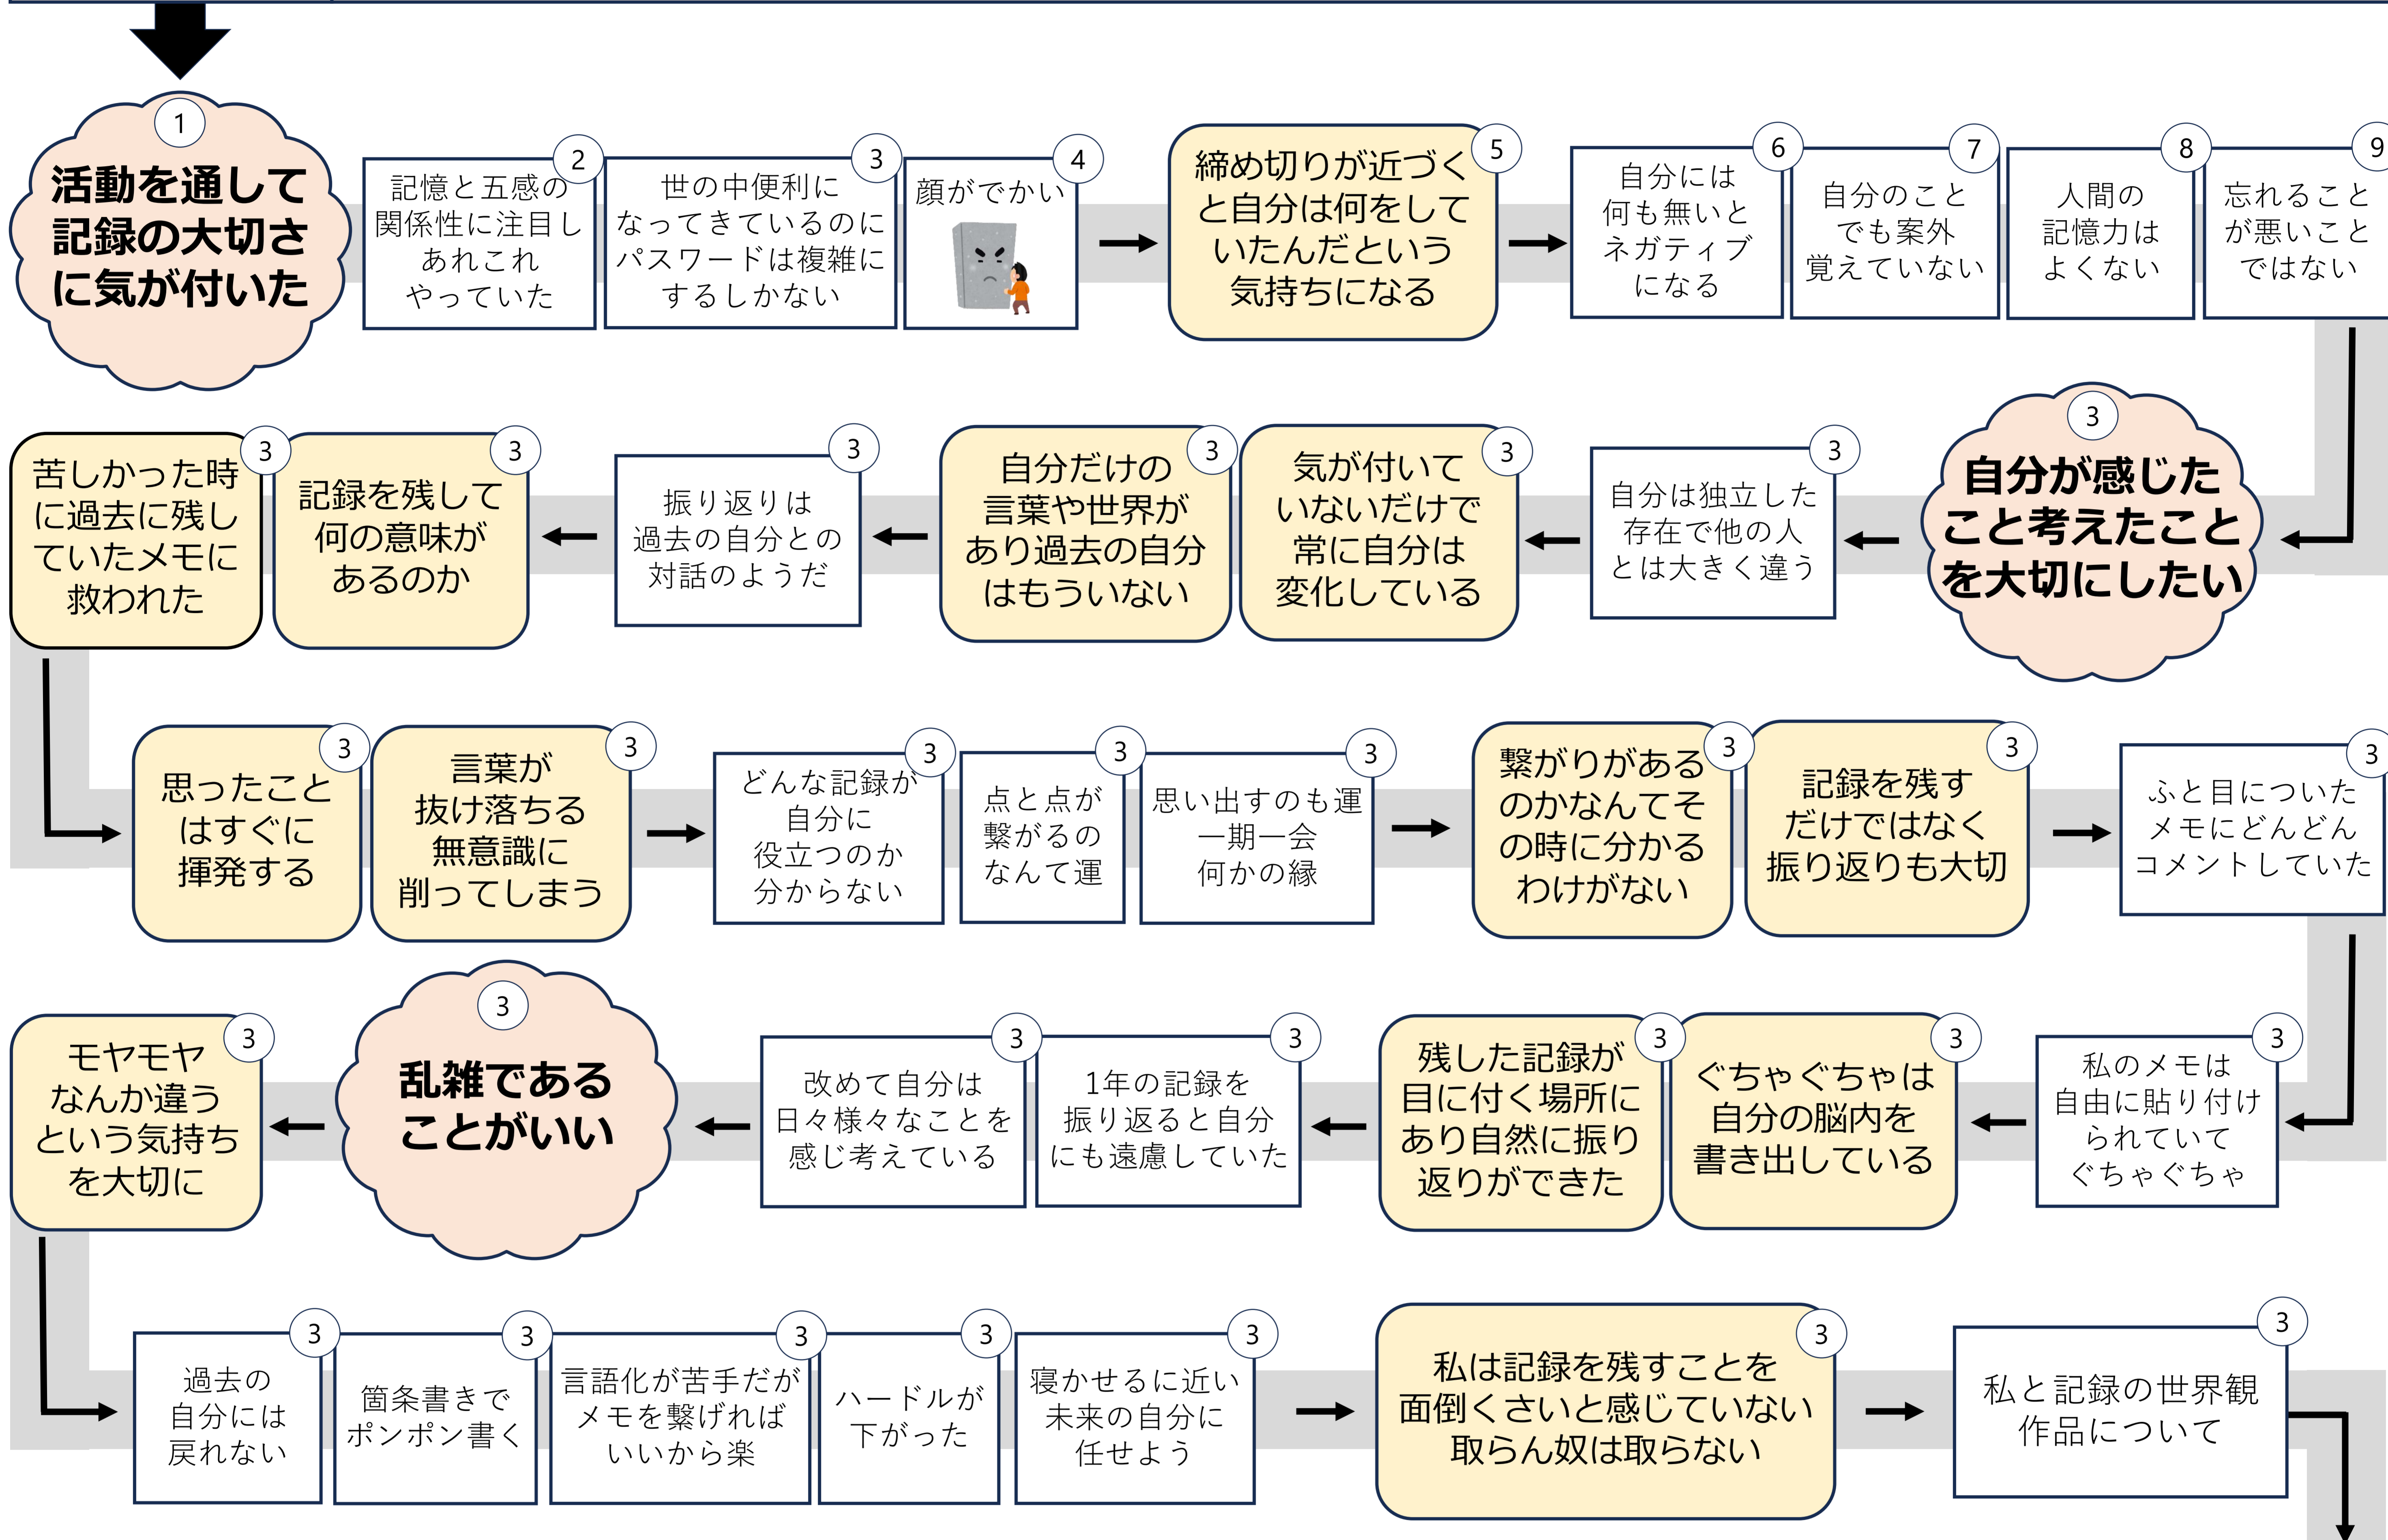 1
活動を通して
記録の大切さ
に気が付いた
2
記憶と五感の
関係性に注目し
あれこれ
やっていた
3
世の中便利に
なってきているのに
パスワードは複雑に
するしかない
4
顔がでかい
5
締め切りが近づく
と自分は何をして
いたんだという
気持ちになる
6
自分には
何も無いと
ネガティブ
になる
7
自分のこと
でも案外
覚えていない
8
人間の
記憶力は
よくない
9
忘れること
が悪いこと
ではない
3
自分が感じた
こと考えたこと
を大切にしたい
3
自分は独立した
存在で他の人
とは大きく違う
3
気が付いて
いないだけで
常に自分は
変化している
3
自分だけの
言葉や世界が
あり過去の自分
はもういない
3
振り返りは
過去の自分との
対話のようだ
3
記録を残して
何の意味が
あるのか
3
苦しかった時
に過去に残し
ていたメモに
救われた
3
思ったこと
はすぐに
揮発する
3
言葉が
抜け落ちる
無意識に
削ってしまう
3
どんな記録が
自分に
役立つのか
分からない
3
点と点が
繋がるの
なんて運
3
思い出すのも運
一期一会
何かの縁
3
繋がりがある
のかなんてそ
の時に分かる
わけがない
3
記録を残す
だけではなく
振り返りも大切
3
ふと目についた
メモにどんどん
コメントしていた
3
私のメモは
自由に貼り付け
られていて
ぐちゃぐちゃ
3
ぐちゃぐちゃは
自分の脳内を
書き出している
3
残した記録が
目に付く場所に
あり自然に振り
返りができた
3
1年の記録を
振り返ると自分
にも遠慮していた
3
改めて自分は
日々様々なことを
感じ考えている
3
乱雑である
ことがいい
3
モヤモヤ
なんか違う
という気持ち
を大切に
3
過去の
自分には
戻れない
3
箇条書きで
ポンポン書く
3
言語化が苦手だが
メモを繋げれば
いいから楽
3
ハードルが
下がった
3
寝かせるに近い
未来の自分に
任せよう
3
私は記録を残すことを
面倒くさいと感じていない
取らん奴は取らない
3
私と記録の世界観
作品について